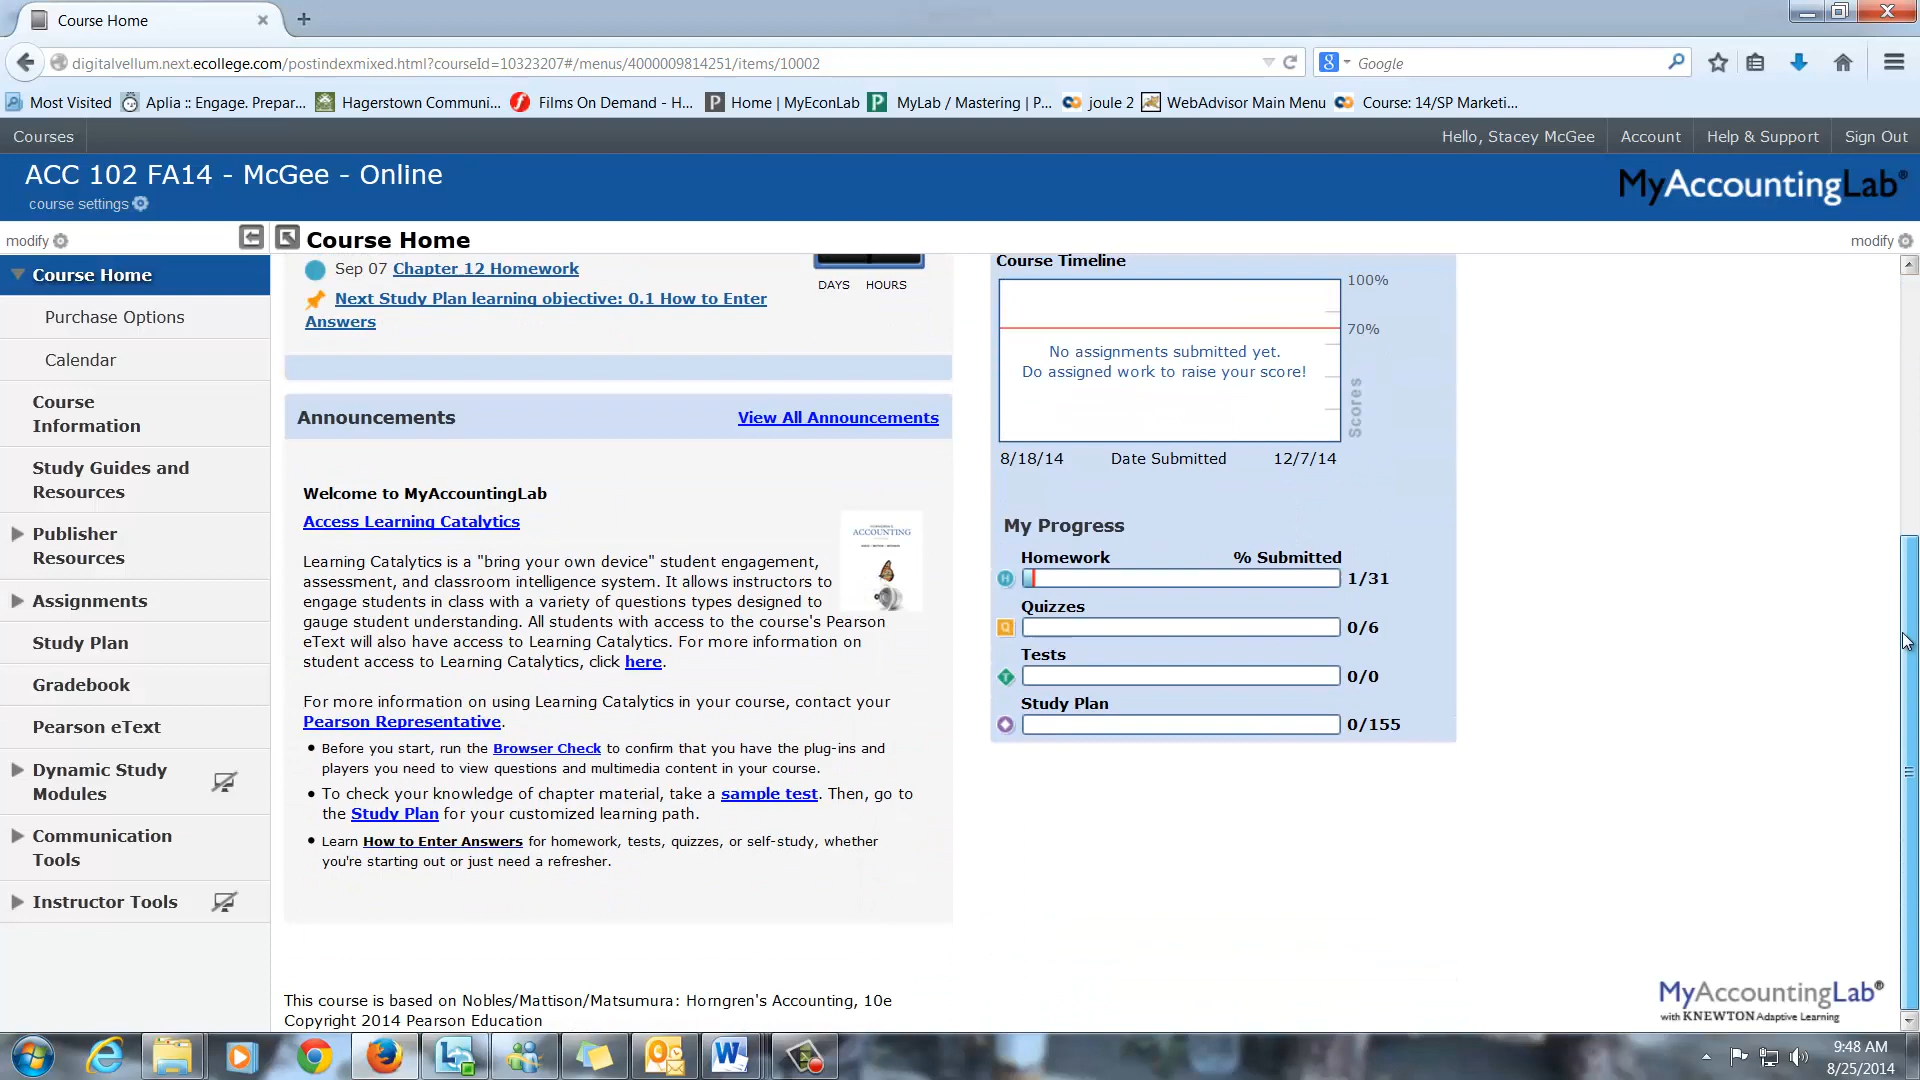 Course Home
digitalvellum.next.ecollege.com/postindexmixed.html?courseId=10323207#/menus/4000009814251/items/10002
Google
Most Visited
Aplia :: Engage. Prepar...
Hagerstown Communi...
Films On Demand - H...
Home | MyEconLab
MyLab / Mastering | P...
joule 2
WebAdvisor Main Menu
Course: 14/SP Marketi...
Courses
Hello, Stacey McGee
Account
Help & Support
Sign Out
ACC 102 FA14 - McGee - Online
course settings
MyAccountingLab®
modify
Course Home
modify
Course Home
Purchase Options
Calendar
Course
Information
Study Guides and
Resources
Publisher
Resources
Assignments
Study Plan
Gradebook
Pearson eText
Dynamic Study
Modules
Communication
Tools
Instructor Tools
Sep 07 Chapter 12 Homework
Next Study Plan learning objective: 0.1 How to Enter
Answers
DAYS HOURS
Announcements
View All Announcements
Welcome to MyAccountingLab
Access Learning Catalytics
Learning Catalytics is a "bring your own device" student engagement,
assessment, and classroom intelligence system. It allows instructors to
engage students in class with a variety of questions types designed to
gauge student understanding. All students with access to the course's Pearson
eText will also have access to Learning Catalytics. For more information on
student access to Learning Catalytics, click here.
ACCOUNTING
For more information on using Learning Catalytics in your course, contact your
Pearson Representative.
• Before you start, run the Browser Check to confirm that you have the plug-ins and
players you need to view questions and multimedia content in your course.
• To check your knowledge of chapter material, take a sample test. Then, go to
the Study Plan for your customized learning path.
• Learn How to Enter Answers for homework, tests, quizzes, or self-study, whether
you're starting out or just need a refresher.
Course Timeline
100%
70%
No assignments submitted yet.
Do assigned work to raise your score!
Scores
8/18/14 Date Submitted 12/7/14
My Progress
Homework % Submitted
H 1/31
Quizzes
Q 0/6
Tests
T 0/0
Study Plan
0/155
This course is based on Nobles/Mattison/Matsumura: Horngren's Accounting, 10e
Copyright 2014 Pearson Education
MyAccountingLab®
with KNEWTON Adaptive Learning
9:48 AM
8/25/2014